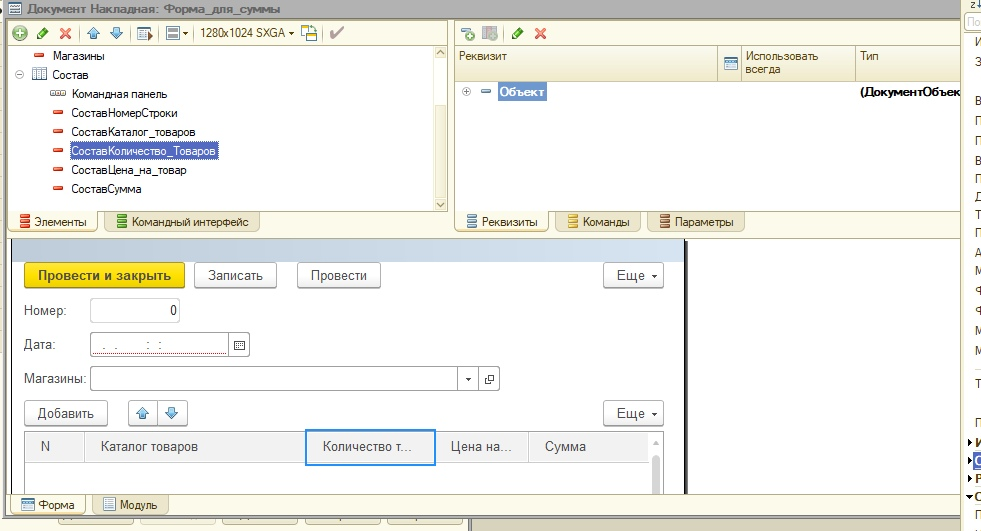 Документ Накладная: Форма_для_суммы
1280x1024 SXGA
Магазины
Состав
Командная панель
СоставНомерСтроки
СоставКаталог_товаров
СоставКоличество_Товаров
СоставЦена_на_товар
СоставСумма
Элементы Командный интерфейс
Реквизит Использовать всегда Тип
Объект (ДокументОбъек
Реквизиты Команды Параметры
Провести и закрыть Записать Провести Еще
Номер: 0
Дата: . . : :
Магазины:
Добавить Еще
N Каталог товаров Количество т... Цена на... Сумма
Форма Модуль